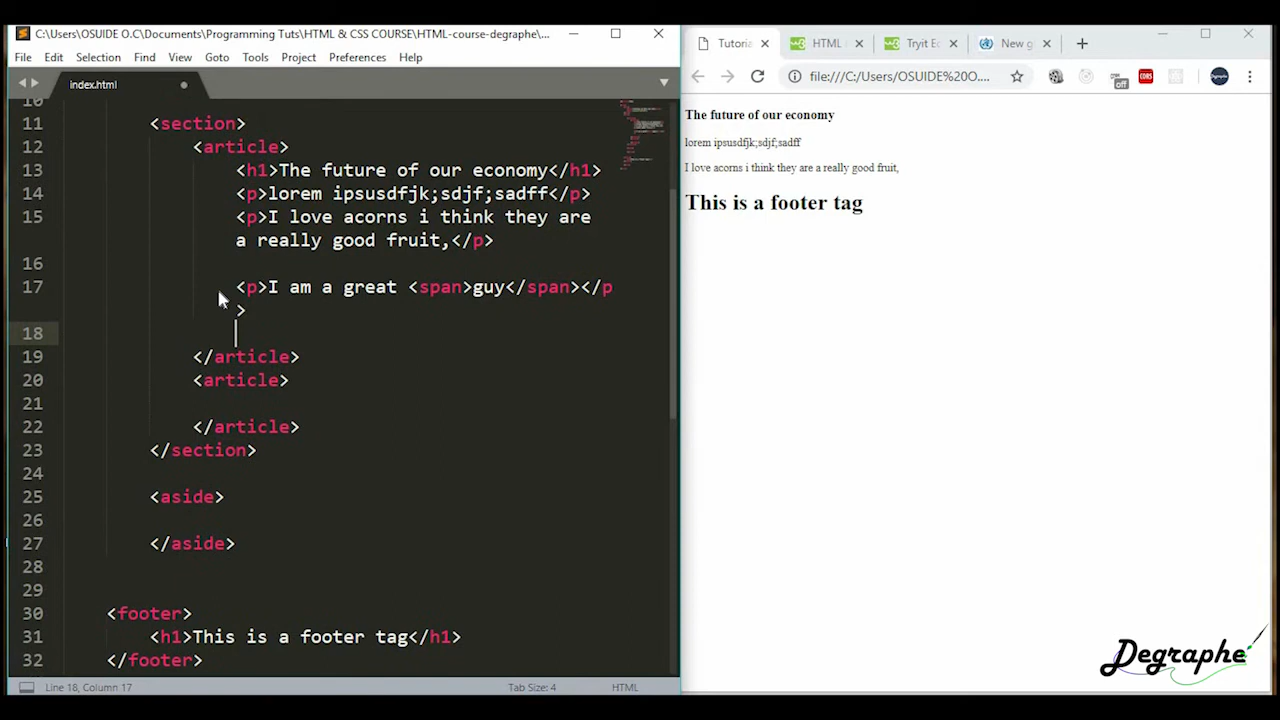 C:\Users\OSUIDE O.C\Documents\Programming Tuts\HTML & CSS COURSE\HTML-course-degraphe\...
File Edit Selection Find View Goto Tools Project Preferences Help
index.html
10
11 <section>
12 <article>
13 <h1>The future of our economy</h1>
14 <p>lorem ipsusdfjk;sdjf;sadff</p>
15 <p>I love acorns i think they are
a really good fruit,</p>
16
17 <p>I am a great <span>guy</span></p
>
18
19 </article>
20 <article>
21
22 </article>
23 </section>
24
25 <aside>
26
27 </aside>
28
29
30 <footer>
31 <h1>This is a footer tag</h1>
32 </footer>
Line 18, Column 17 Tab Size: 4 HTML
Tutoria HTML Tryit Ec New g
file:///C:/Users/OSUIDE%20O....
off CORS
The future of our economy
lorem ipsusdfjk;sdjf;sadff
I love acorns i think they are a really good fruit,
This is a footer tag
Degraphe